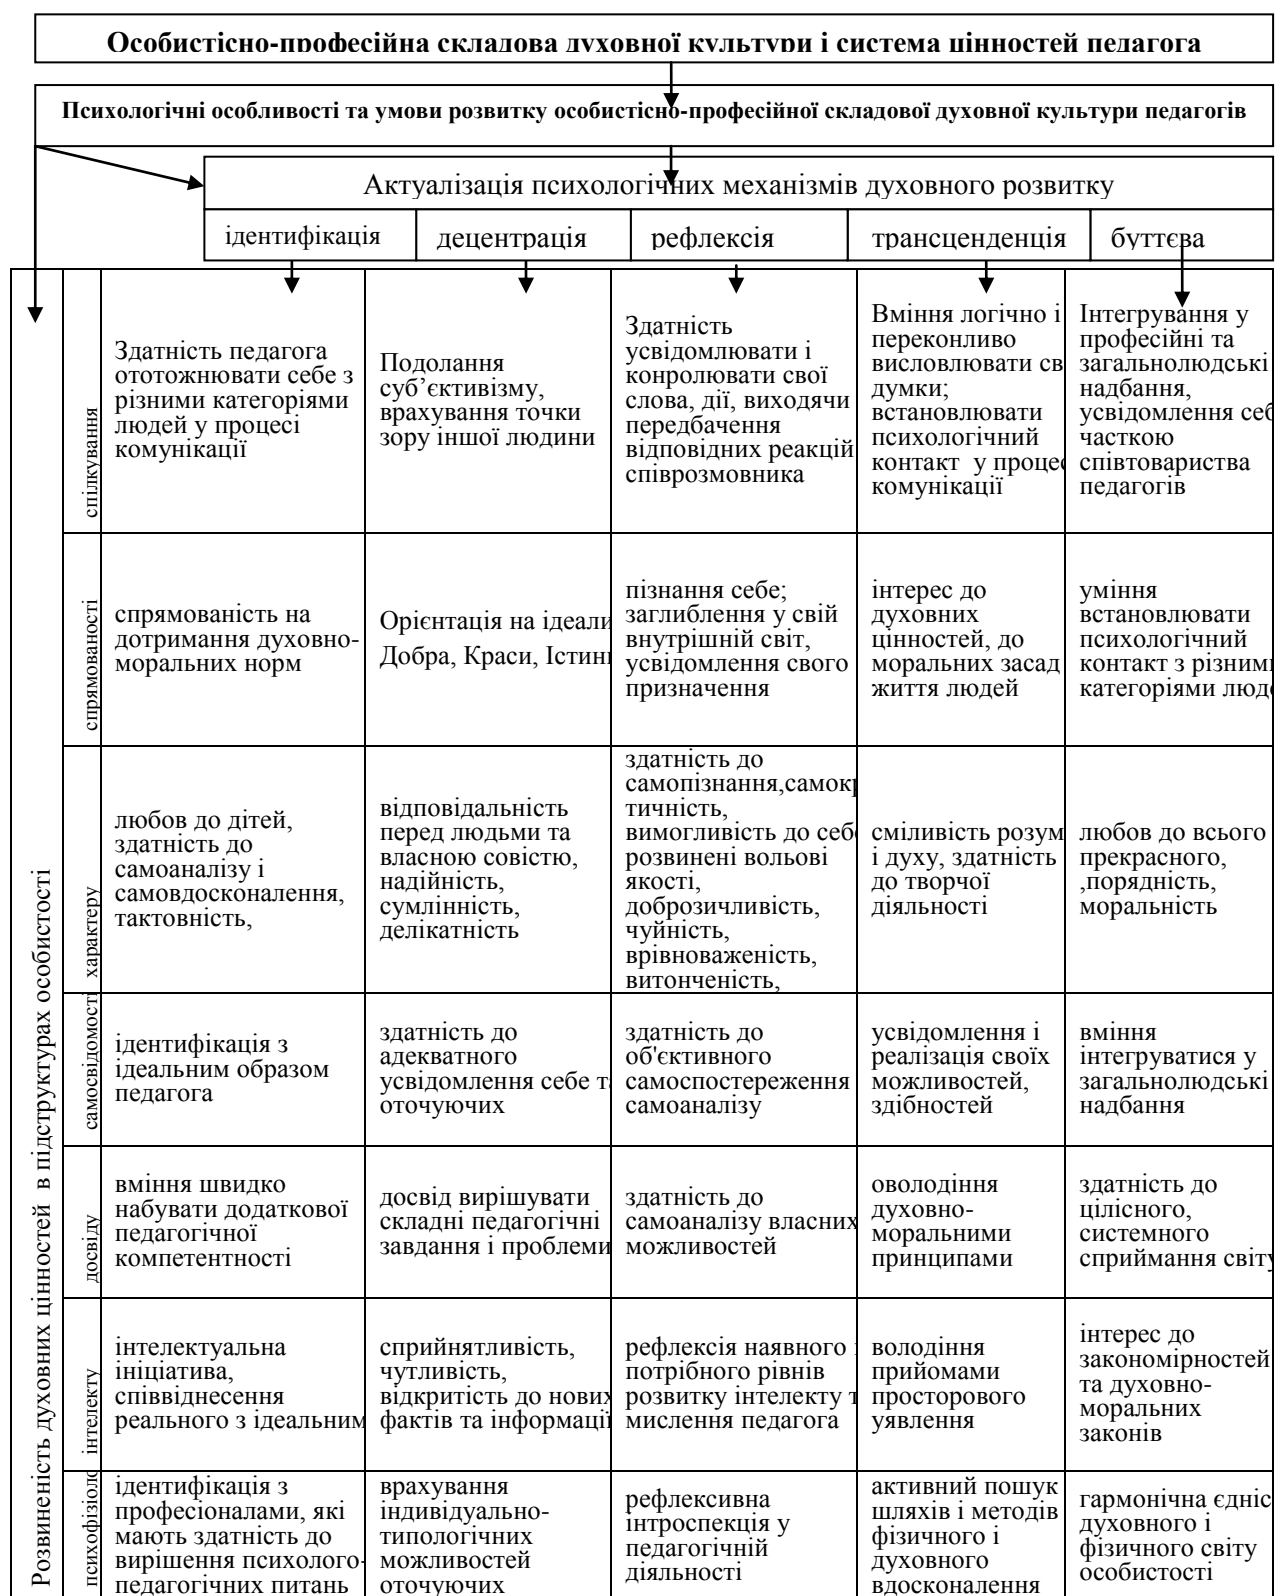 Особистісно-професійна складова духовної культури і система цінностей педагога
Психологічні особливості та умови розвитку особистісно-професійної складової духовної культури педагогів
Актуалізація психологічних механізмів духовного розвитку
ідентифікація
децентрація
рефлексія
трансценденція
буттєва
Розвиненість духовних цінностей в підструктурах особистості
спілкування
Здатність педагога
ототожнювати себе з
різними категоріями
людей у процесі
комунікації
Подолання
суб’єктивізму,
врахування точки
зору іншої людини
Здатність
усвідомлювати і
конролювати свої
слова, дії, виходячи
передбачення
відповідних реакцій
співрозмовника
Вміння логічно і
переконливо
висловлювати св
думки;
встановлювати
психологічний
контакт у процес
комунікації
Інтегрування у
професійні та
загальнолюдські
надбання,
усвідомлення себ
часткою
співтовариства
педагогів
спрямованості
спрямованість на
дотримання духовно-
моральних норм
Орієнтація на ідеали
Добра, Краси, Істини
пізнання себе;
заглиблення у свій
внутрішній світ,
усвідомлення свого
призначення
інтерес до
духовних
цінностей, до
моральних засад
життя людей
уміння
встановлювати
психологічний
контакт з різними
категоріями люде
характеру
любов до дітей,
здатність до
самоаналізу і
самовдосконалення,
тактовність,
відповідальність
перед людьми та
власною совістю,
надійність,
сумлінність,
делікатність
здатність до
самопізнання,самокр
тичність,
вимогливість до себе
розвинені вольові
якості,
доброзичливість,
чуйність,
врівноваженість,
витонченість,
сміливість розум
і духу, здатність
до творчої
діяльності
любов до всього
прекрасного,
,порядність,
моральність
самосвідомості
ідентифікація з
ідеальним образом
педагога
здатність до
адекватного
усвідомлення себе та
оточуючих
здатність до
об'єктивного
самоспостереження
самоаналізу
усвідомлення і
реалізація своїх
можливостей,
здібностей
вміння
інтегруватися у
загальнолюдські
надбання
досвіду
вміння швидко
набувати додаткової
педагогічної
компетентності
досвід вирішувати
складні педагогічні
завдання і проблеми
здатність до
самоаналізу власних
можливостей
оволодіння
духовно-
моральними
принципами
здатність до
цілісного,
системного
сприймання світу
інтелекту
інтелектуальна
ініціатива,
співвіднесення
реального з ідеальним
сприйнятливість,
чутливість,
відкритість до нових
фактів та інформації
рефлексія наявного і
потрібного рівнів
розвитку інтелекту т
мислення педагога
володіння
прийомами
просторового
уявлення
інтерес до
закономірностей
та духовно-
моральних
законів
психофізіоло
ідентифікація з
професіоналами, які
мають здатність до
вирішення психолого-
педагогічних питань
врахування
індивідуально-
типологічних
можливостей
оточуючих
рефлексивна
інтроспекція у
педагогічній
діяльності
активний пошук
шляхів і методів
фізичного і
духовного
вдосконалення
гармонічна єдніс
духовного і
фізичного світу
особистості